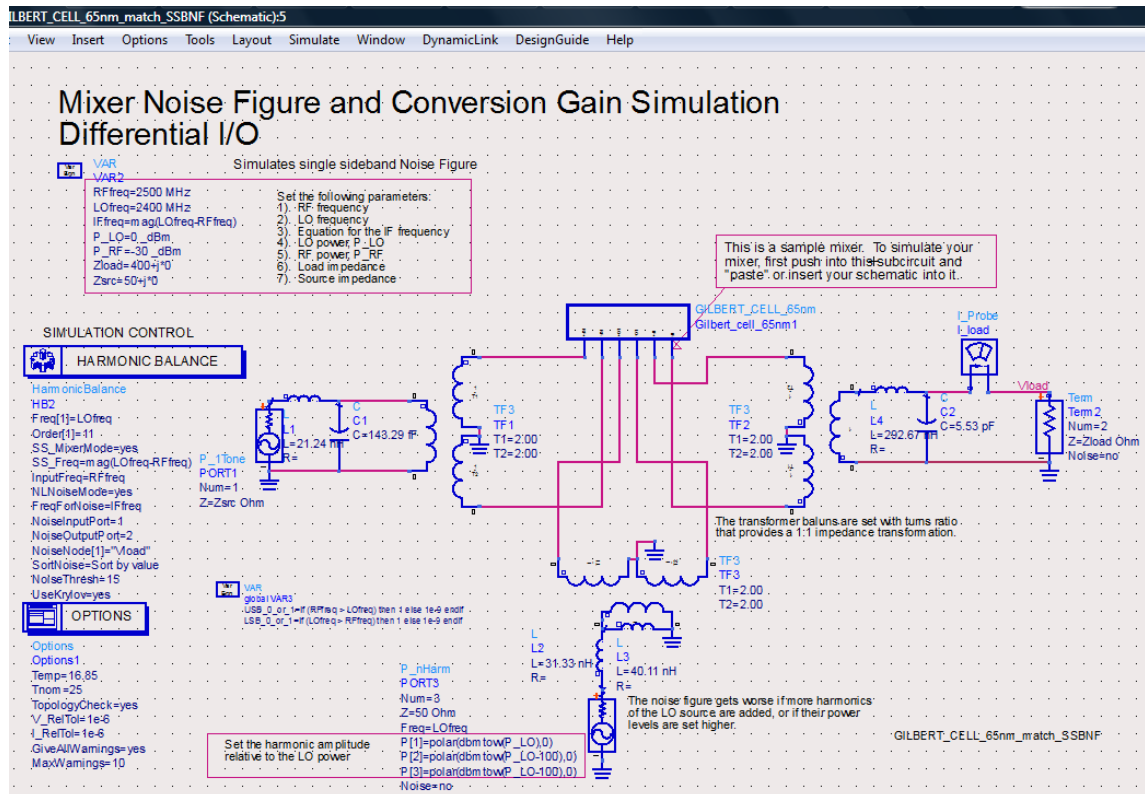 ILBERT_CELL_65nm_match_SSBNF (Schematic):5
View Insert Options Tools Layout Simulate Window DynamicLink DesignGuide Help
Mixer Noise Figure and Conversion Gain Simulation
Differential I/O
VAR
VAR2
RFfreq=2500 MHz
LOfreq=2400 MHz
IFfreq=mag(LOfreq-RFfreq)
P_LO=0 _dBm
P_RF=-30 _dBm
Zload=400+j*0
Zsrc=50+j*0
Simulates single sideband Noise Figure
Set the following parameters:
1). RF frequency
2). LO frequency
3). Equation for the IF frequency
4). LO power, P_LO
5). RF power, P_RF
6). Load impedance
7). Source impedance
This is a sample mixer. To simulate your
mixer, first push into this subcircuit and
"paste" or insert your schematic into it.
GILBERT_CELL_65nm
Gilbert_cell_65nm1
I_Probe
I_load
SIMULATION CONTROL
HARMONIC BALANCE
HarmonicBalance
HB2
Freq[1]=LOfreq
Order[1]=11
SS_MixerMode=yes
SS_Freq=mag(LOfreq-RFfreq)
InputFreq=RFfreq
NLNoiseMode=yes
FreqForNoise=IFfreq
NoiseInputPort=1
NoiseOutputPort=2
NoiseNode[1]="Vload"
SortNoise=Sort by value
NoiseThresh=15
UseKrylov=yes
P_1Tone
PORT1
Num=1
Z=Zsrc Ohm
L1
L=21.24 nH
R=
C
C1
C=143.29 fF
TF3
TF1
T1=2.00
T2=2.00
TF3
TF2
T1=2.00
T2=2.00
L
L4
L=292.67 nH
R=
C
C2
C=5.53 pF
Vload
Term
Term2
Num=2
Z=Zload Ohm
Noise=no
The transformer baluns are set with turns ratio
that provides a 1:1 impedance transformation.
TF3
TF3
T1=2.00
T2=2.00
VAR
global VAR3
USB_0_or_1=if (RFfreq > LOfreq) then 1 else 1e-9 endif
LSB_0_or_1=if (LOfreq > RFfreq) then 1 else 1e-9 endif
OPTIONS
Options
Options1
Temp=16.85
Tnom=25
TopologyCheck=yes
V_RelTol=1e-6
I_RelTol=1e-6
GiveAllWarnings=yes
MaxWarnings=10
L
L2
L=31.33 nH
R=
L
L3
L=40.11 nH
R=
P_nHarm
PORT3
Num=3
Z=50 Ohm
Freq=LOfreq
P[1]=polar(dbmtow(P_LO),0)
P[2]=polar(dbmtow(P_LO-100),0)
P[3]=polar(dbmtow(P_LO-100),0)
Noise=no
Set the harmonic amplitude
relative to the LO power
The noise figure gets worse if more harmonics
of the LO source are added, or if their power
levels are set higher.
GILBERT_CELL_65nm_match_SSBNF